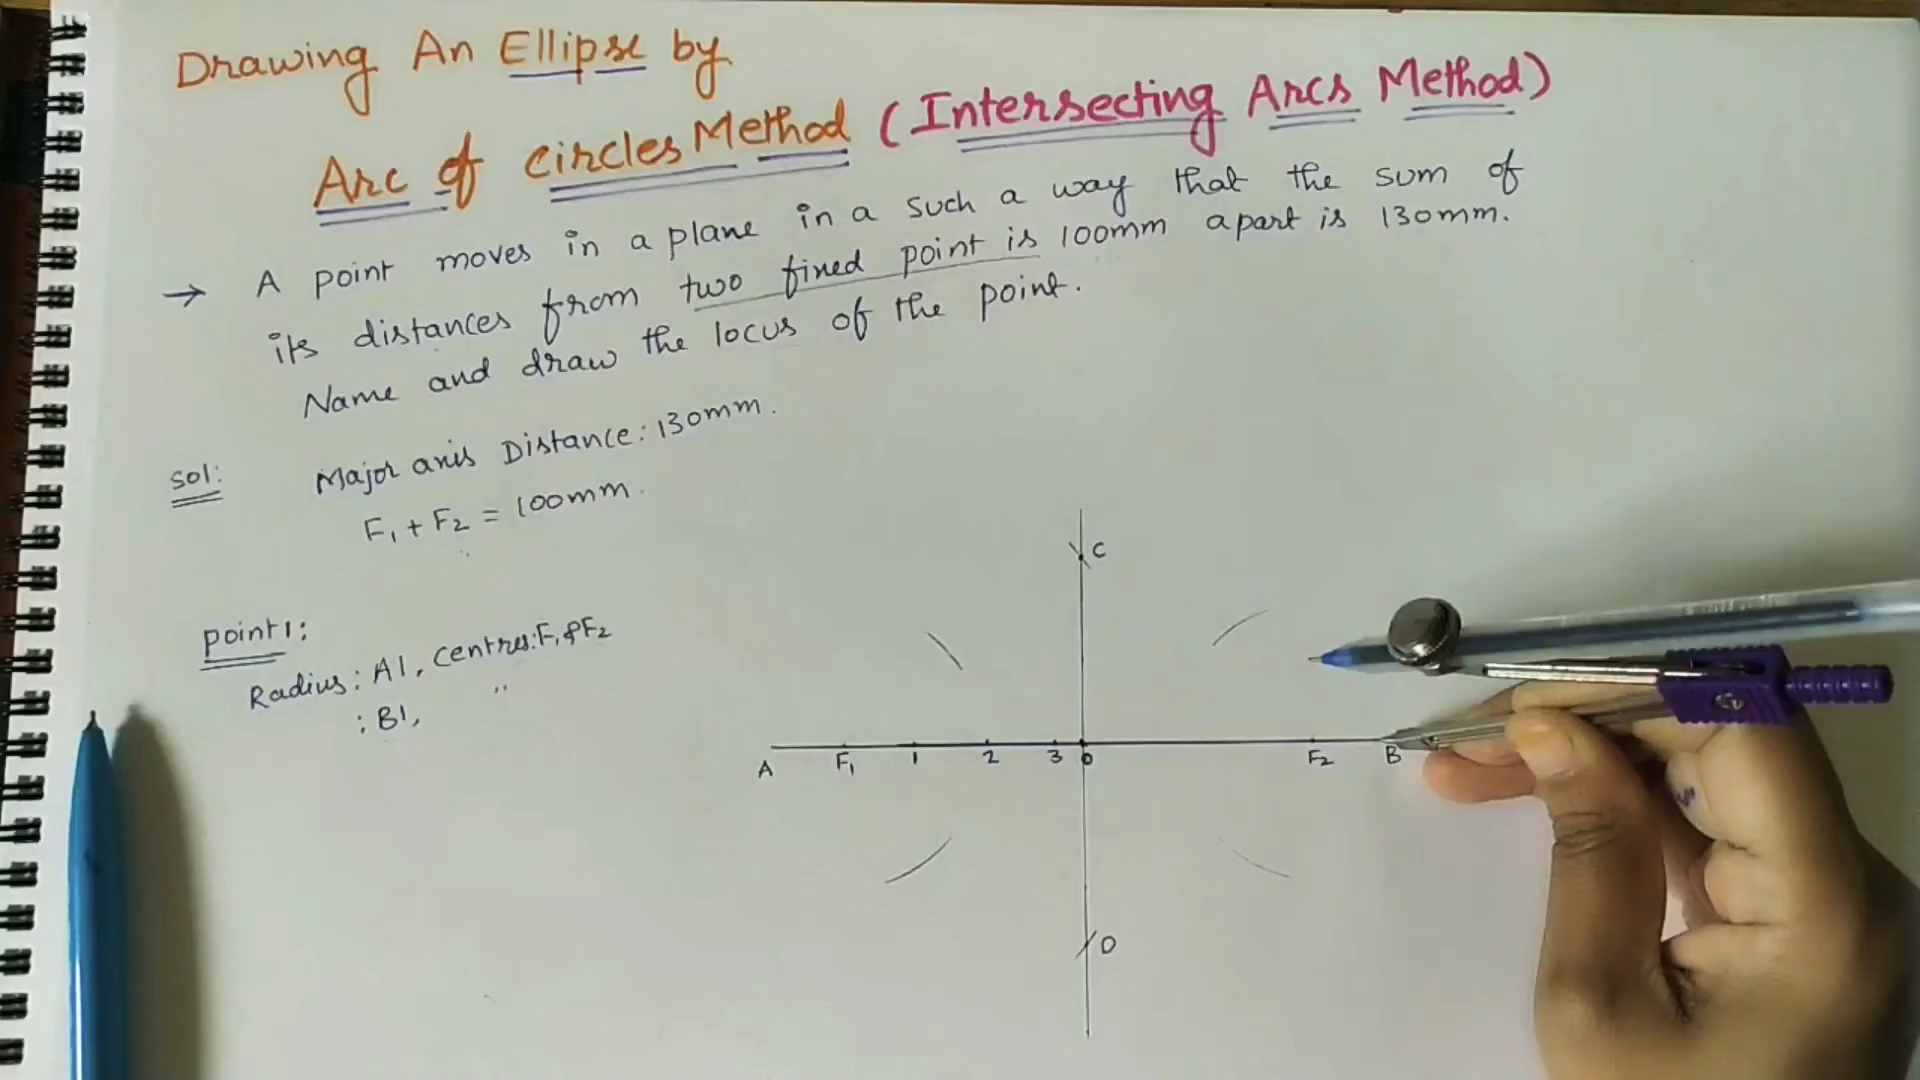 Drawing An Ellipse by
Arc of circles Method (Intersecting Arcs Method)
→ A point moves in a plane in a such a way that the sum of
its distances from two fixed point is 100mm apart is 130mm.
Name and draw the locus of the point.
Sol: Major axis Distance: 130mm.
F₁ + F₂ = 100mm.
C
point 1:
Radius: A1, centres: F₁ & F₂
: B1, "
A F₁ 1 2 3 0 F₂ B
D